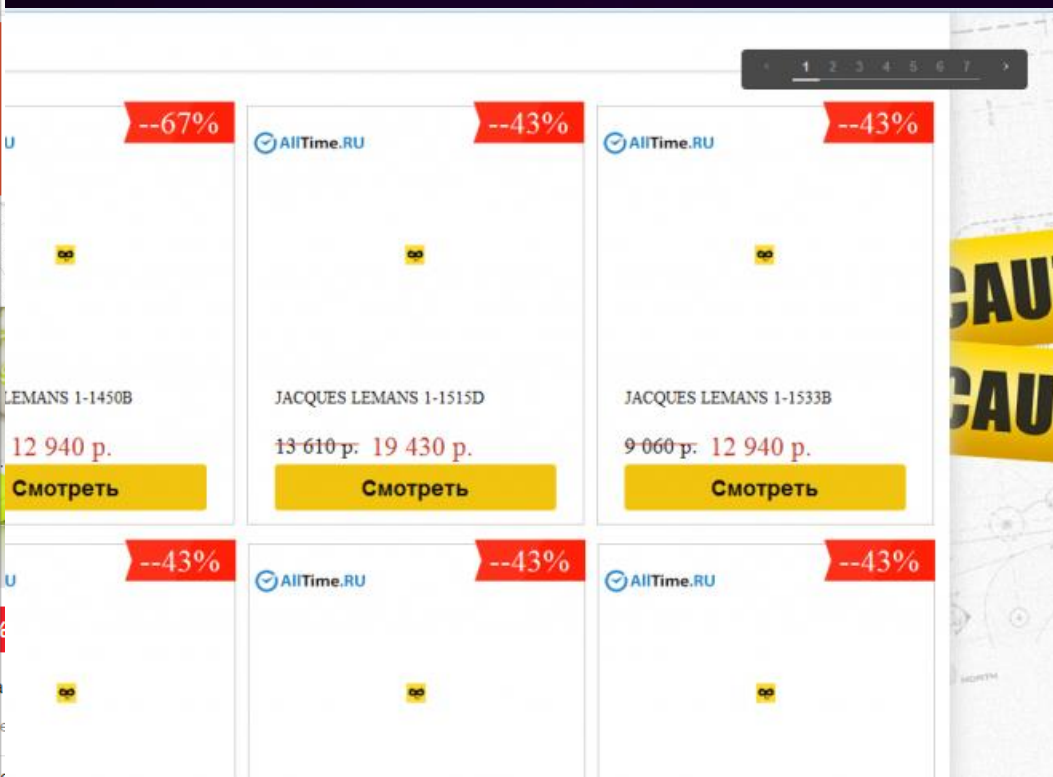 1 2 3 4 5 6 7
--67% --43% --43%
U AllTime.RU AllTime.RU
CAU
CAU
LEMANS 1-1450B JACQUES LEMANS 1-1515D JACQUES LEMANS 1-1533B
12 940 р. 13 610 р. 19 430 р. 9 060 р. 12 940 р.
Смотреть Смотреть Смотреть
--43% --43% --43%
U AllTime.RU AllTime.RU
NORTH